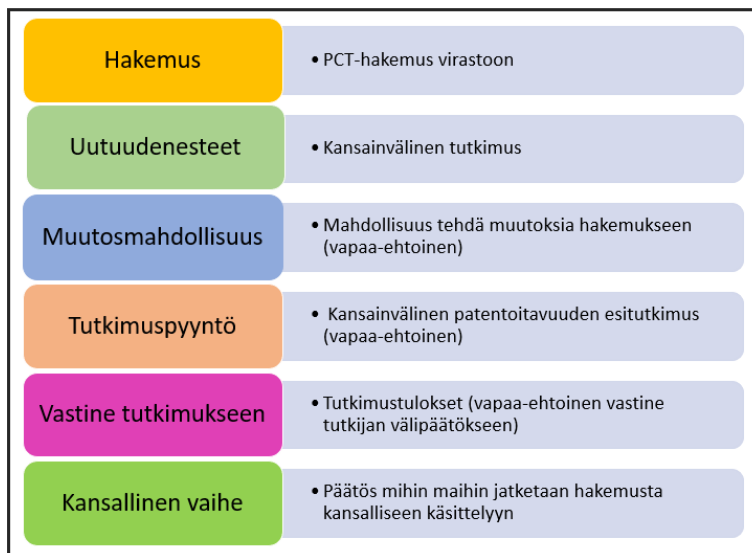 Hakemus
• PCT-hakemus virastoon
Uutuudenesteet
• Kansainvälinen tutkimus
Muutosmahdollisuus
• Mahdollisuus tehdä muutoksia hakemukseen
(vapaa-ehtoinen)
Tutkimuspyyntö
• Kansainvälinen patentoitavuuden esitutkimus
(vapaa-ehtoinen)
Vastine tutkimukseen
• Tutkimustulokset (vapaa-ehtoinen vastine
tutkijan välipäätökseen)
Kansallinen vaihe
• Päätös mihin maihin jatketaan hakemusta
kansalliseen käsittelyyn